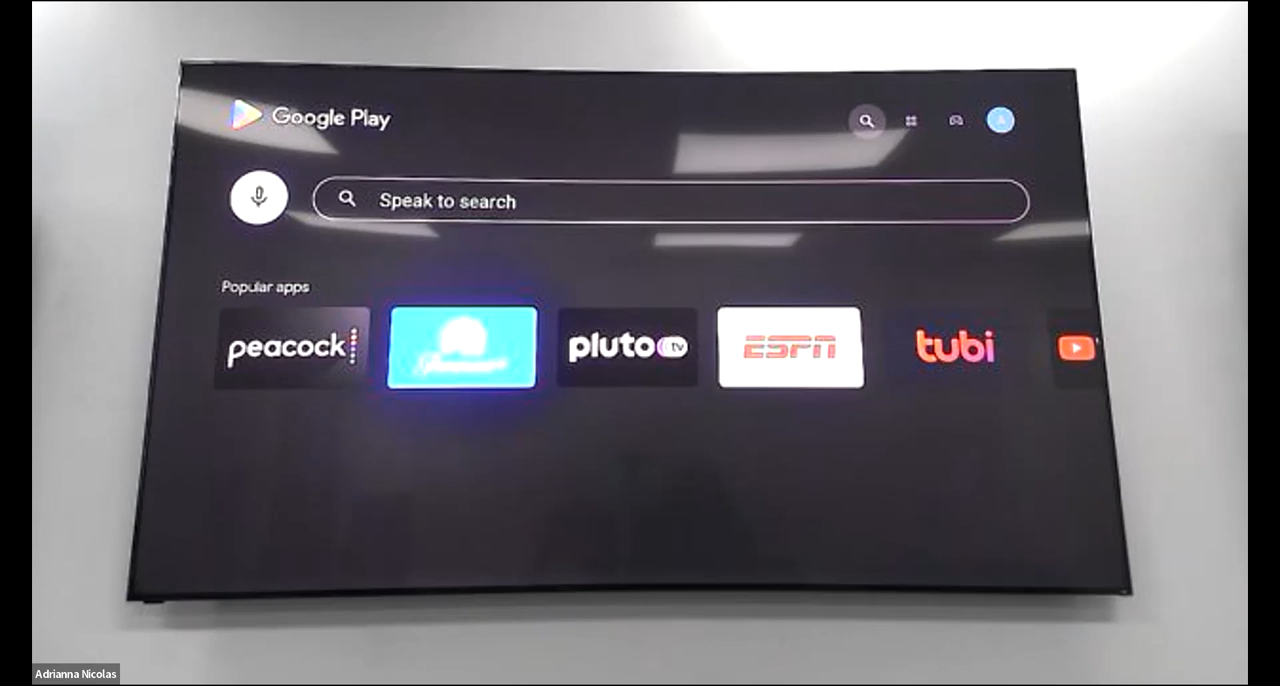 Google Play
A
Speak to search
Popular apps
peacock
pluto tv
ESPN
tubi
Adrianna Nicolas